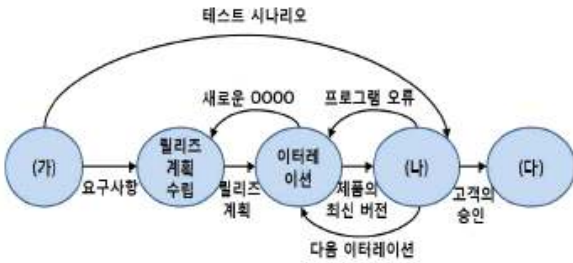 테스트 시나리오
새로운 OOOO
프로그램 오류
(가)
요구사항
릴리즈
계획
수립
릴리즈
계획
이터레
이션
제품의
최신 버전
(나)
고객의
승인
(다)
다음 이터레이션